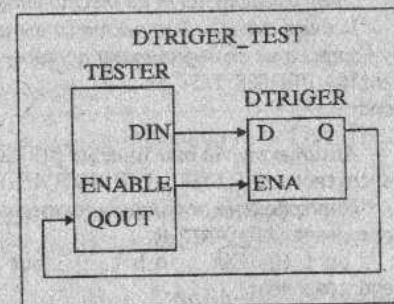 DTRIGER_TEST
TESTER
DTRIGER
DIN
D Q
ENABLE
ENA
QOUT